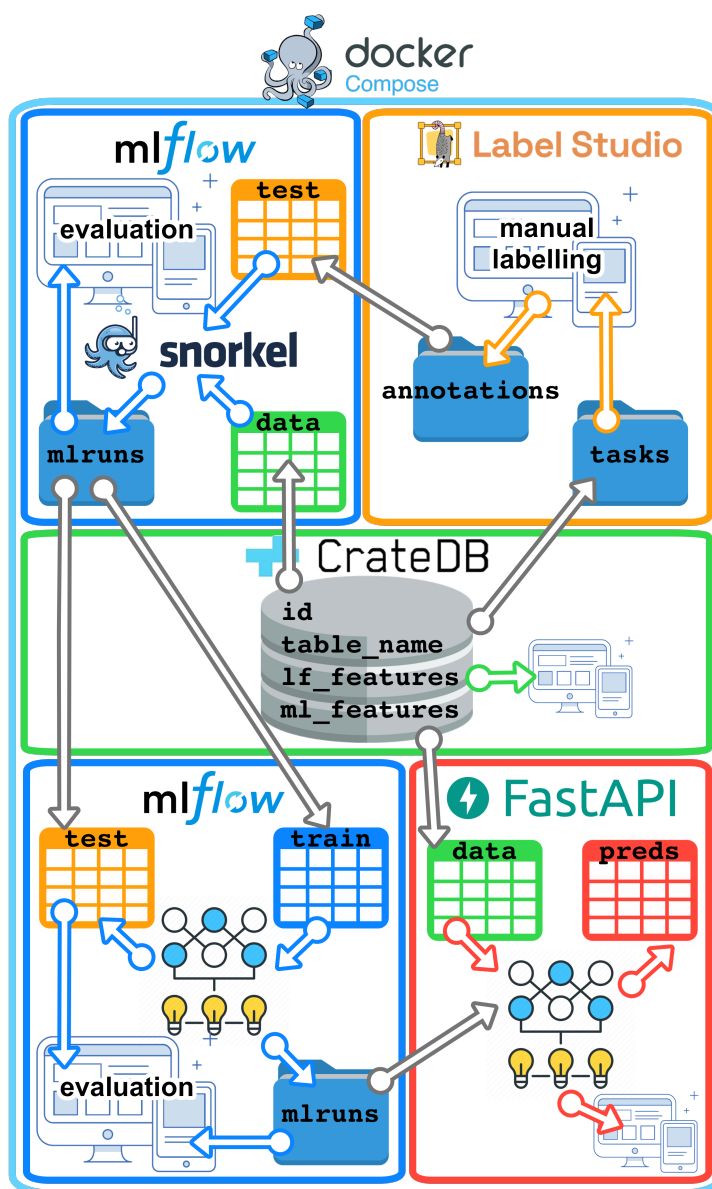 docker
Compose
mlflow
test
evaluation
snorkel
data
mlruns
Label Studio
manual
labelling
annotations
tasks
CrateDB
id
table_name
lf_features
ml_features
mlflow
test
train
evaluation
mlruns
FastAPI
data
preds